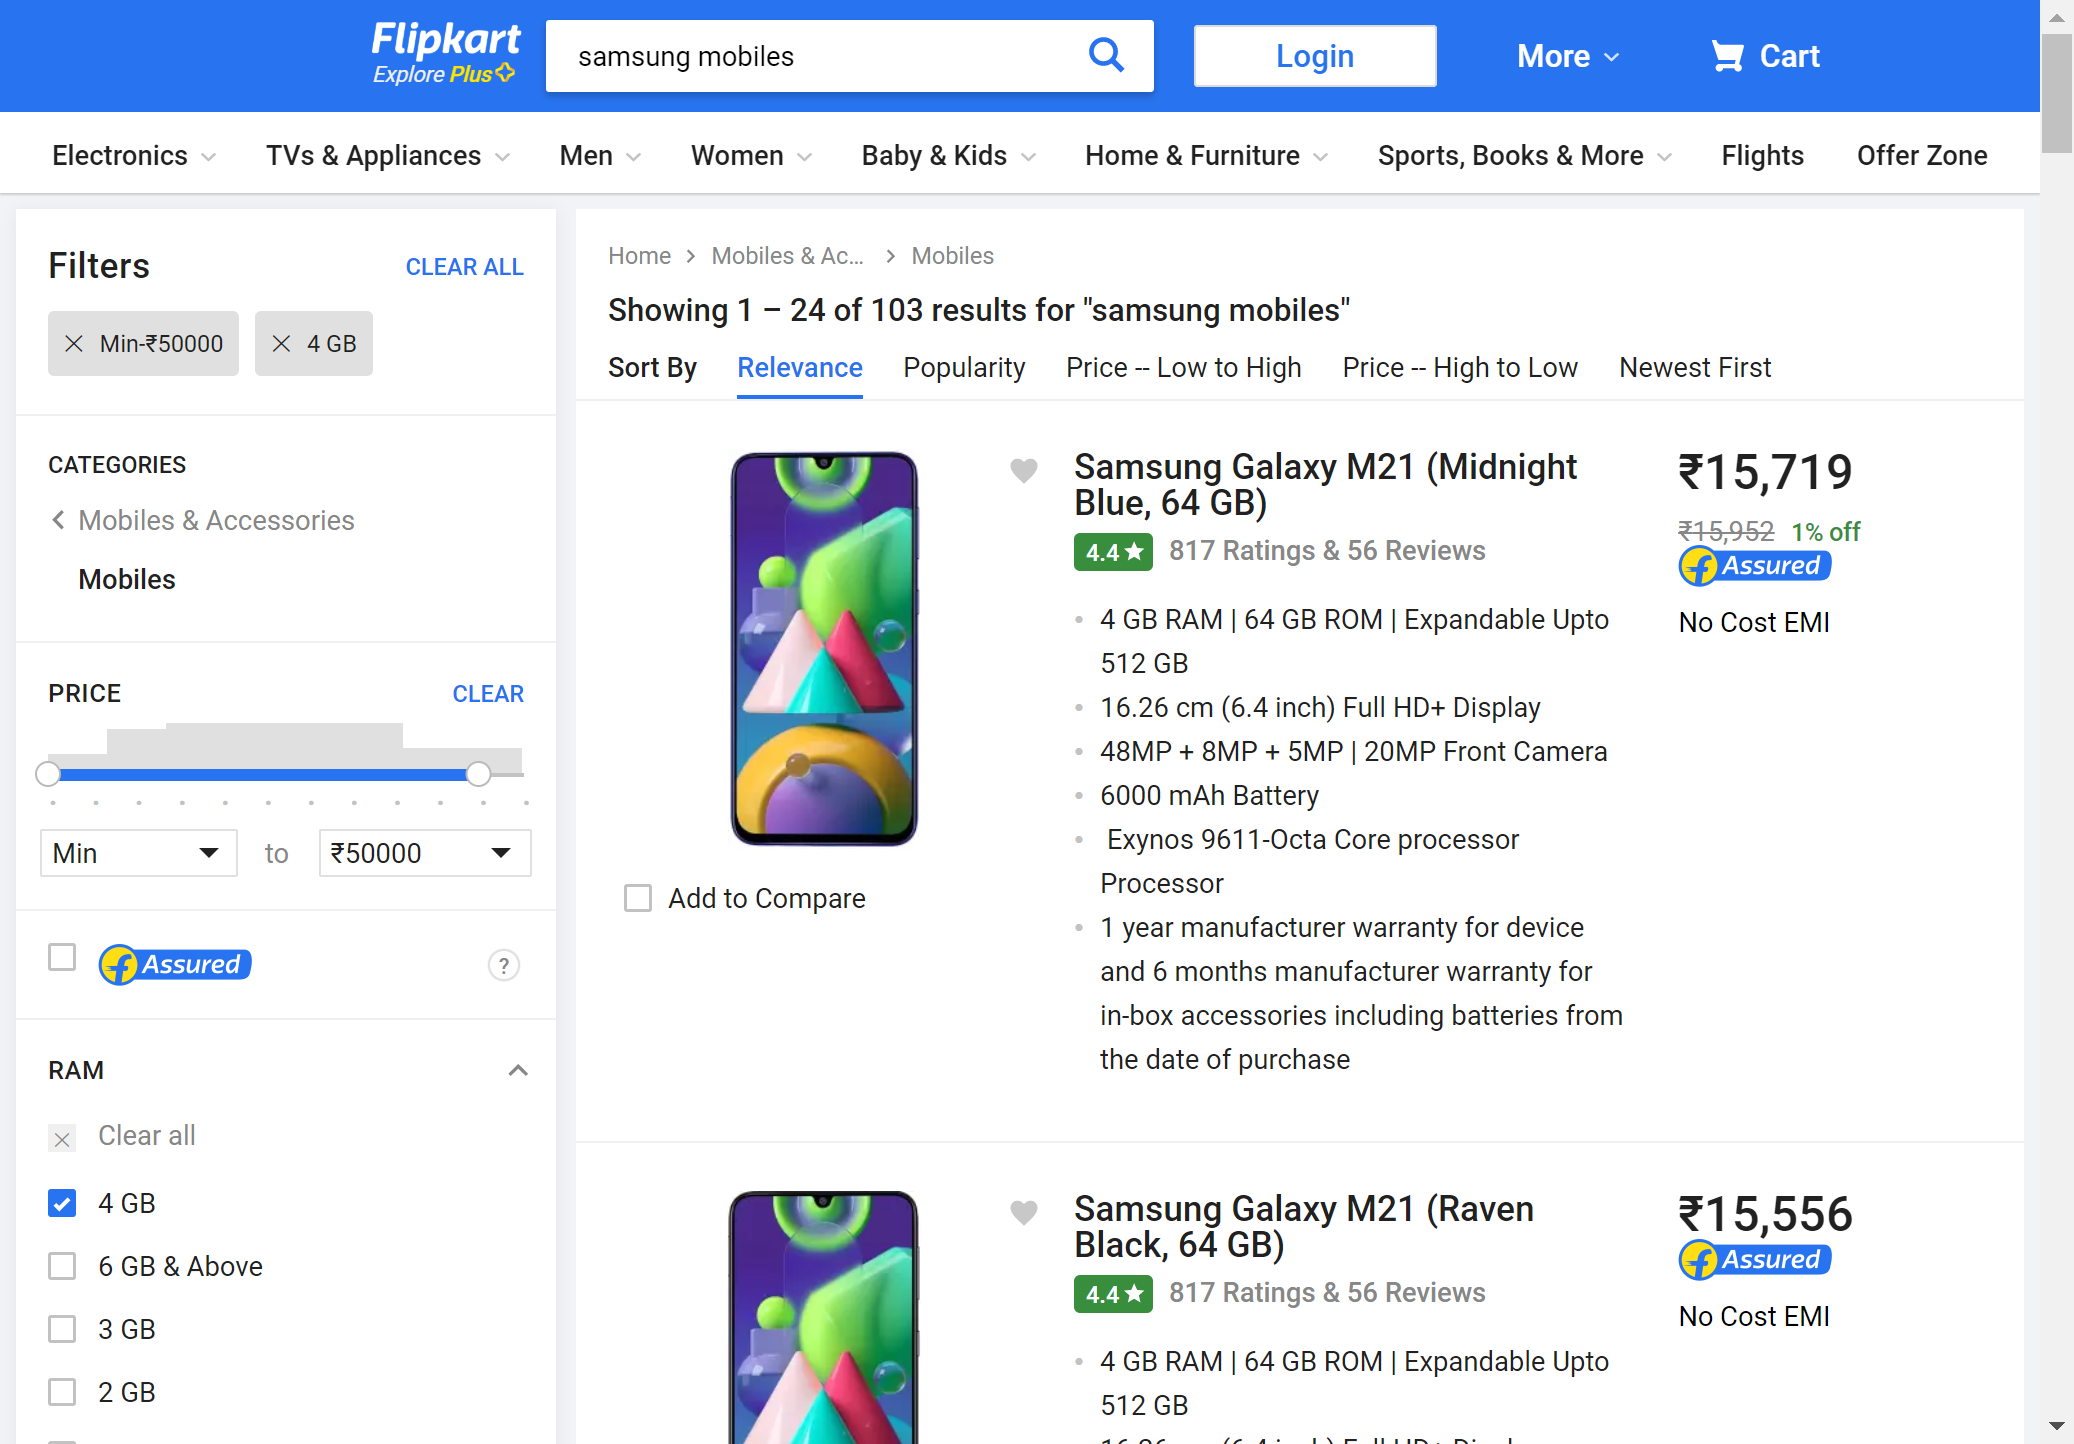 Flipkart
Explore Plus
samsung mobiles
Login
More
Cart
Electronics
TVs & Appliances
Men
Women
Baby & Kids
Home & Furniture
Sports, Books & More
Flights
Offer Zone
Filters
CLEAR ALL
Min-₹50000
4 GB
CATEGORIES
Mobiles & Accessories
Mobiles
PRICE
CLEAR
Min
to
₹50000
Assured
?
RAM
Clear all
4 GB
6 GB & Above
3 GB
2 GB
Home
Mobiles & Ac...
Mobiles
Showing 1 – 24 of 103 results for "samsung mobiles"
Sort By
Relevance
Popularity
Price -- Low to High
Price -- High to Low
Newest First
Samsung Galaxy M21 (Midnight
Blue, 64 GB)
4.4
817 Ratings & 56 Reviews
4 GB RAM | 64 GB ROM | Expandable Upto
512 GB
16.26 cm (6.4 inch) Full HD+ Display
48MP + 8MP + 5MP | 20MP Front Camera
6000 mAh Battery
Exynos 9611-Octa Core processor
Processor
1 year manufacturer warranty for device
and 6 months manufacturer warranty for
in-box accessories including batteries from
the date of purchase
₹15,719
₹15,952
1% off
Assured
No Cost EMI
Add to Compare
Samsung Galaxy M21 (Raven
Black, 64 GB)
4.4
817 Ratings & 56 Reviews
4 GB RAM | 64 GB ROM | Expandable Upto
512 GB
₹15,556
Assured
No Cost EMI